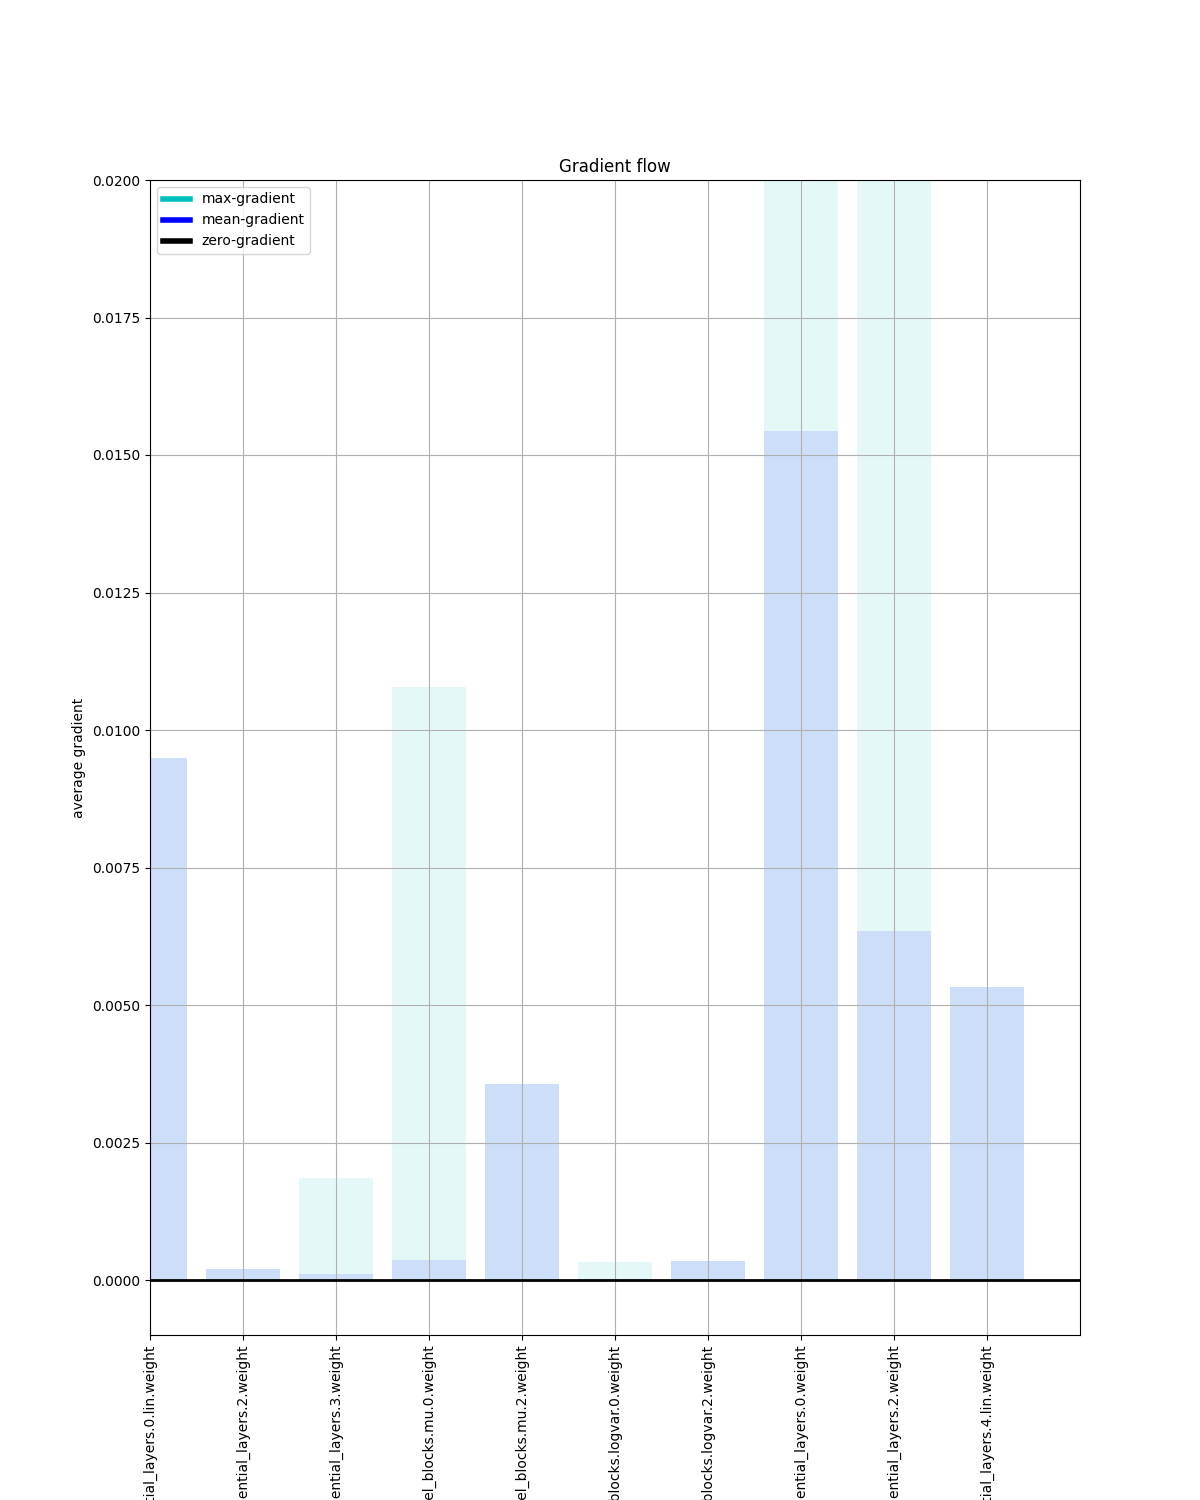 Gradient flow
max-gradient
mean-gradient
zero-gradient
0.0200
0.0175
0.0150
0.0125
0.0100
0.0075
0.0050
0.0025
0.0000
average gradient
tial_layers.0.lin.weight
ential_layers.2.weight
ential_layers.3.weight
el_blocks.mu.0.weight
el_blocks.mu.2.weight
blocks.logvar.0.weight
blocks.logvar.2.weight
ential_layers.0.weight
ential_layers.2.weight
tial_layers.4.lin.weight